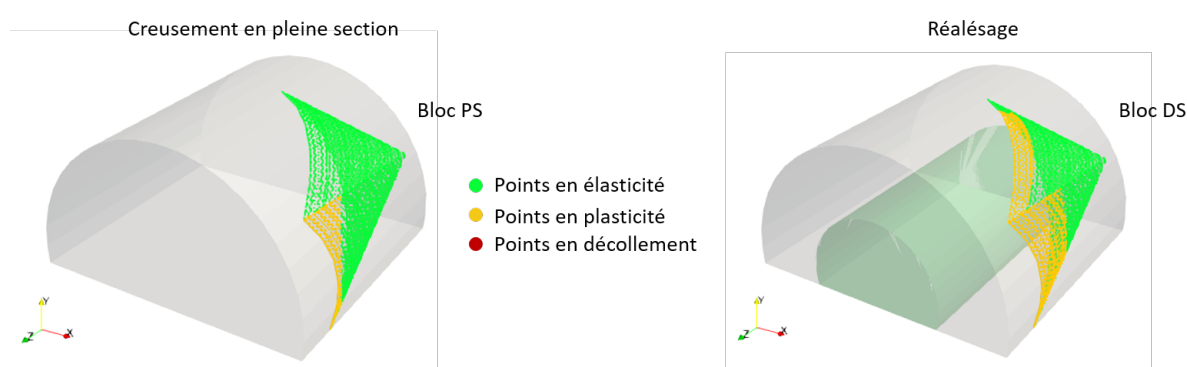 Creusement en pleine section
Réalésage
Bloc PS
Bloc DS
Points en élasticité
Points en plasticité
Points en décollement
Y
X
Z
Y
X
Z